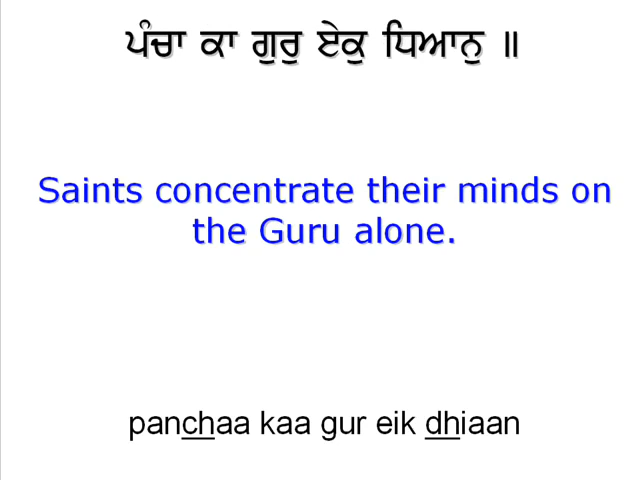 ਪੰਚਾ ਕਾ ਗੁਰੁ ਏਕੁ ਧਿਆਨੁ ॥
Saints concentrate their minds on
the Guru alone.
panchaa kaa gur eik dhiaan